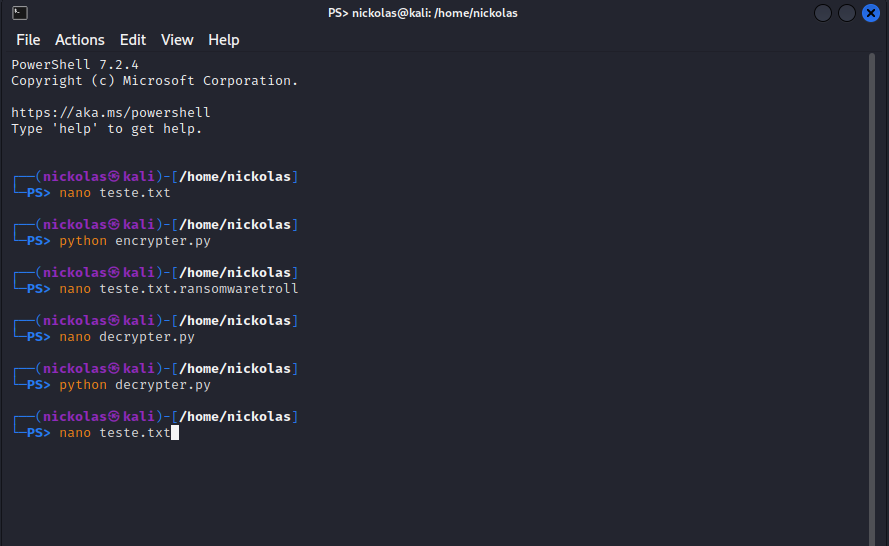 PS> nickolas@kali: /home/nickolas
File Actions Edit View Help
PowerShell 7.2.4
Copyright (c) Microsoft Corporation.
https://aka.ms/powershell
Type 'help' to get help.
┌──(nickolas㉿kali)-[/home/nickolas]
└─PS> nano teste.txt
┌──(nickolas㉿kali)-[/home/nickolas]
└─PS> python encrypter.py
┌──(nickolas㉿kali)-[/home/nickolas]
└─PS> nano teste.txt.ransomwaretroll
┌──(nickolas㉿kali)-[/home/nickolas]
└─PS> nano decrypter.py
┌──(nickolas㉿kali)-[/home/nickolas]
└─PS> python decrypter.py
┌──(nickolas㉿kali)-[/home/nickolas]
└─PS> nano teste.txt